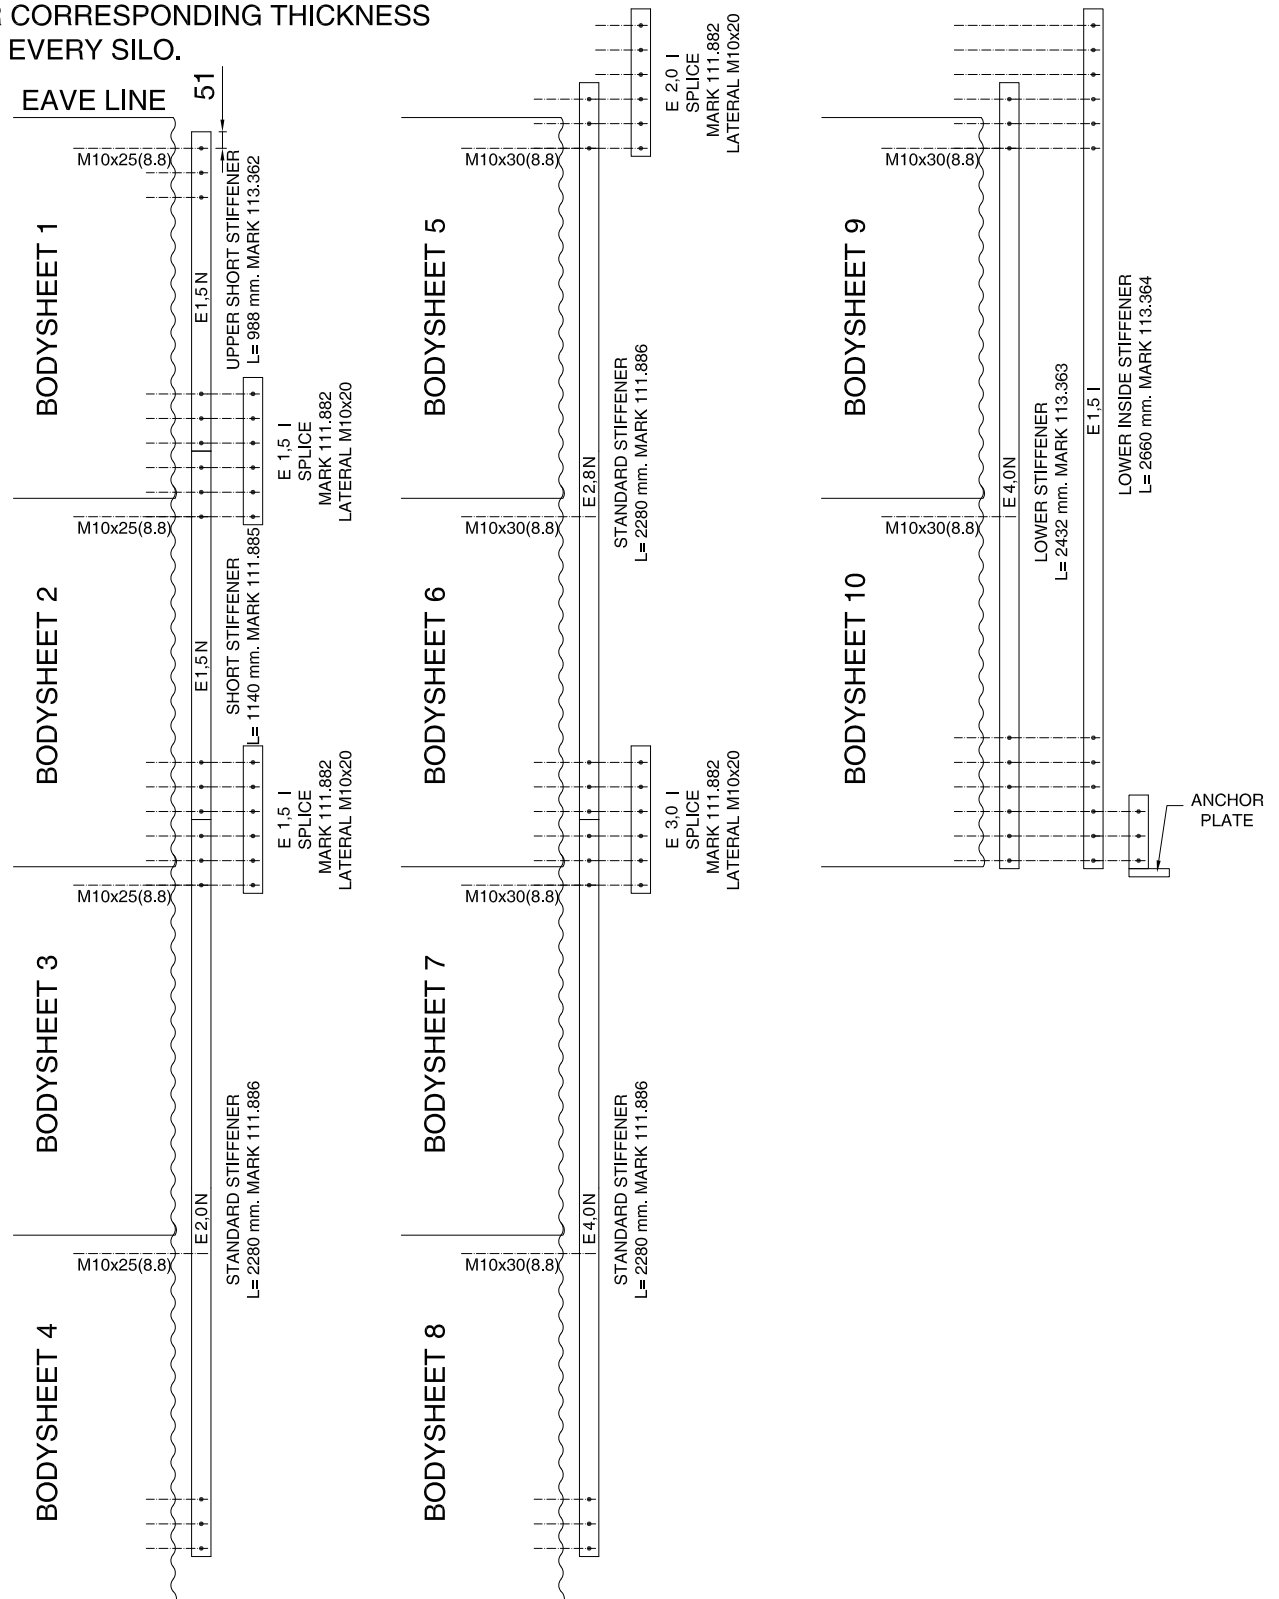 R CORRESPONDING THICKNESS
EVERY SILO.
EAVE LINE
51
M10x25(8.8)
BODYSHEET 1
E 1,5 N
UPPER SHORT STIFFENER
L= 988 mm. MARK 113.362
E 1,5 I
SPLICE
MARK 111.882
LATERAL M10x20
M10x25(8.8)
BODYSHEET 2
E 1,5 N
SHORT STIFFENER
L= 1140 mm. MARK 111.885
E 1,5 I
SPLICE
MARK 111.882
LATERAL M10x20
M10x25(8.8)
BODYSHEET 3
E 2,0 N
STANDARD STIFFENER
L= 2280 mm. MARK 111.886
M10x25(8.8)
BODYSHEET 4
E 2,0 I
SPLICE
MARK 111.882
LATERAL M10x20
M10x30(8.8)
BODYSHEET 5
E 2,8 N
STANDARD STIFFENER
L= 2280 mm. MARK 111.886
M10x30(8.8)
BODYSHEET 6
E 3,0 I
SPLICE
MARK 111.882
LATERAL M10x20
M10x30(8.8)
BODYSHEET 7
E 4,0 N
STANDARD STIFFENER
L= 2280 mm. MARK 111.886
M10x30(8.8)
BODYSHEET 8
M10x30(8.8)
BODYSHEET 9
E 4,0 N
LOWER STIFFENER
L= 2432 mm. MARK 113.363
E 1,5 I
LOWER INSIDE STIFFENER
L= 2660 mm. MARK 113.364
M10x30(8.8)
BODYSHEET 10
ANCHOR
PLATE